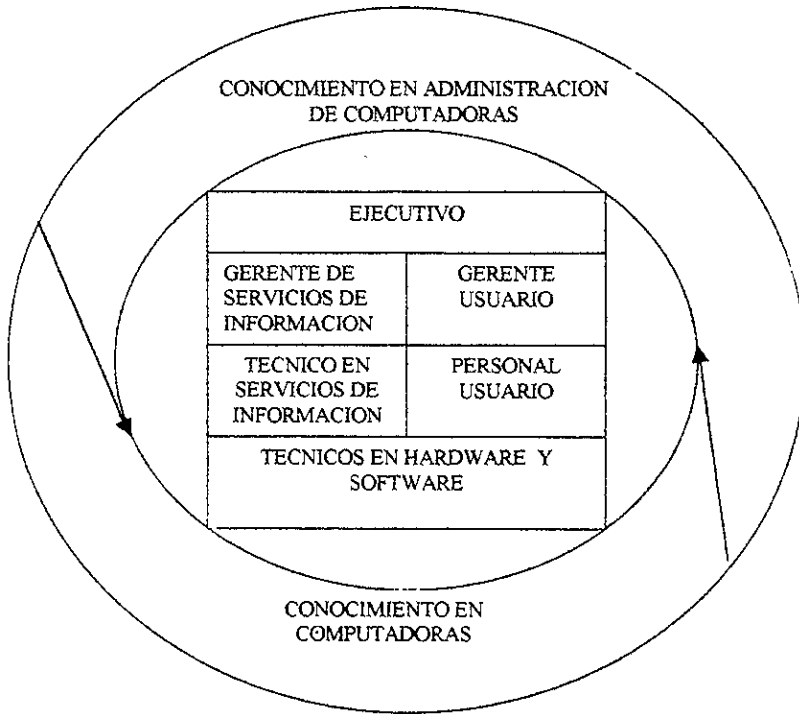 CONOCIMIENTO EN ADMINISTRACION
DE COMPUTADORAS
EJECUTIVO
GERENTE DE
SERVICIOS DE
INFORMACION
GERENTE
USUARIO
TECNICO EN
SERVICIOS DE
INFORMACION
PERSONAL
USUARIO
TECNICOS EN HARDWARE Y
SOFTWARE
CONOCIMIENTO EN
COMPUTADORAS